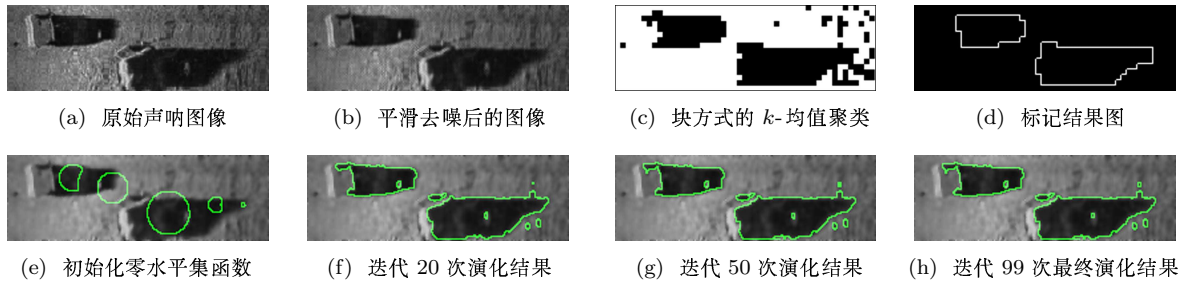 (a) 原始声呐图像
(b) 平滑去噪后的图像
(c) 块方式的 k-均值聚类
(d) 标记结果图
(e) 初始化零水平集函数
(f) 迭代 20 次演化结果
(g) 迭代 50 次演化结果
(h) 迭代 99 次最终演化结果